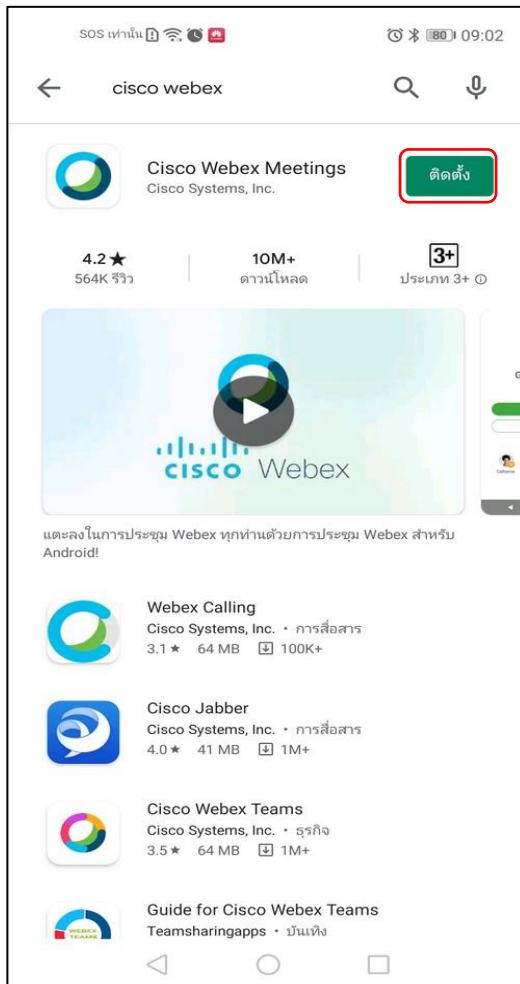 SOS เท่านั้น 80 09:02
cisco webex
Cisco Webex Meetings
Cisco Systems, Inc.
ติดตั้ง
4.2★ 10M+ 3+
564K รีวิว ดาวน์โหลด ประเภท 3+
cisco Webex
แตะลงในการประชุม Webex ทุกท่านด้วยการประชุม Webex สำหรับ
Android!
Webex Calling
Cisco Systems, Inc. • การสื่อสาร
3.1★ 64 MB 100K+
Cisco Jabber
Cisco Systems, Inc. • การสื่อสาร
4.0★ 41 MB 1M+
Cisco Webex Teams
Cisco Systems, Inc. • ธุรกิจ
3.5★ 64 MB 1M+
Guide for Cisco Webex Teams
Teamsharingapps • บันเทิง
WEBEX
TEAMS